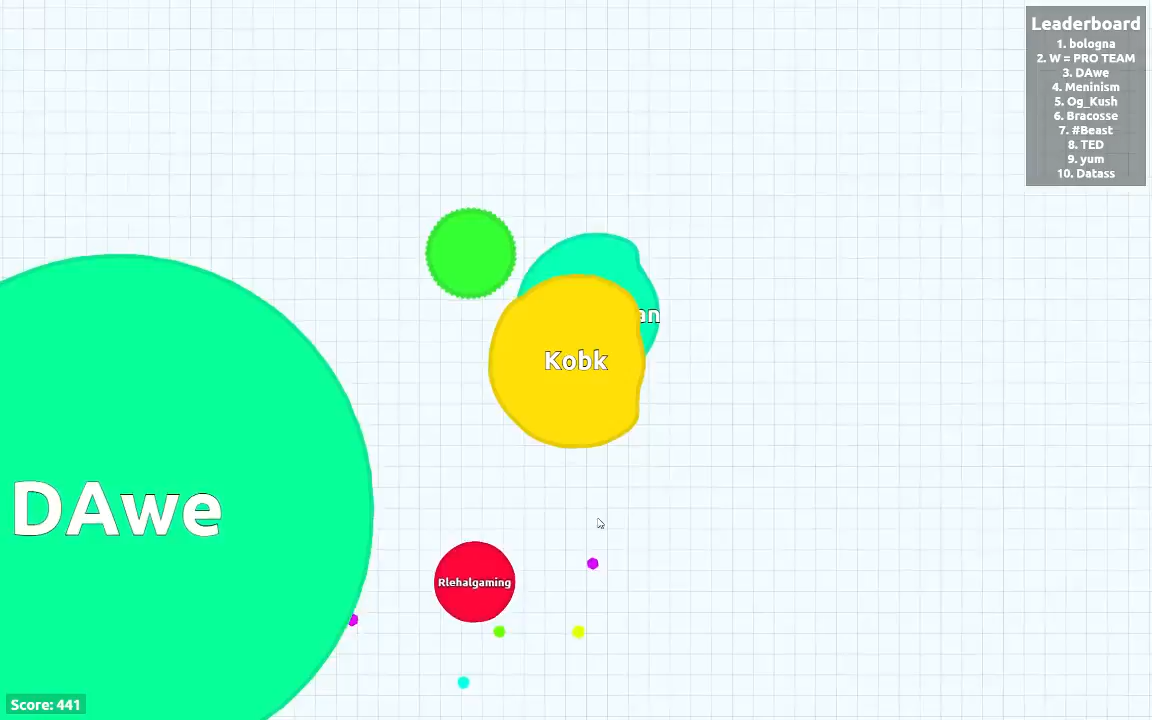 Leaderboard
1. bologna
2. W = PRO TEAM
3. DAwe
4. Meninism
5. Og_Kush
6. Bracosse
7. #Beast
8. TED
9. yum
10. Datass
an
Kobk
DAwe
Rlehalgaming
Score: 441